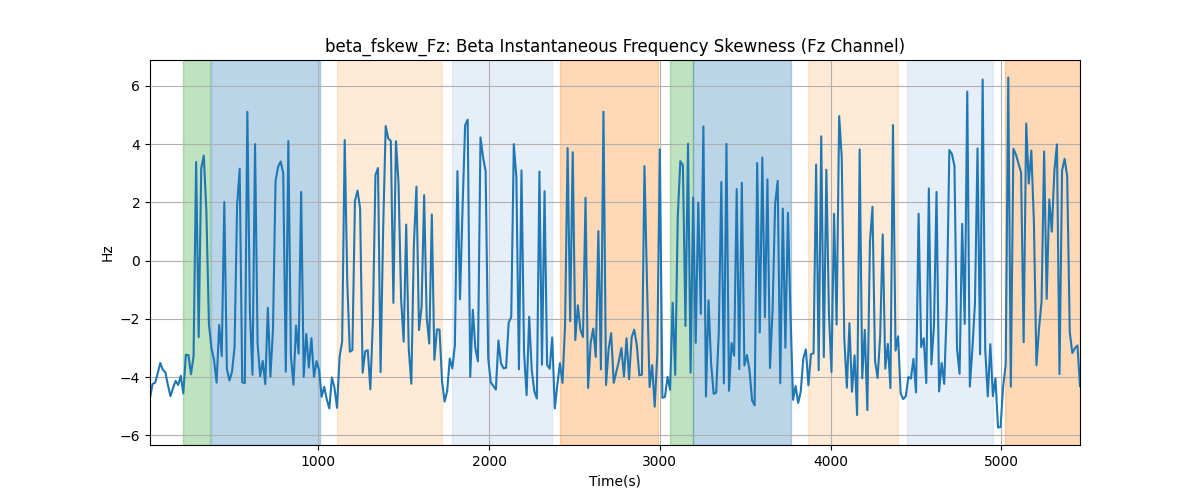 beta_fskew_Fz: Beta Instantaneous Frequency Skewness (Fz Channel)
6
4
2
0
−2
−4
−6
Hz
1000 2000 3000 4000 5000
Time(s)